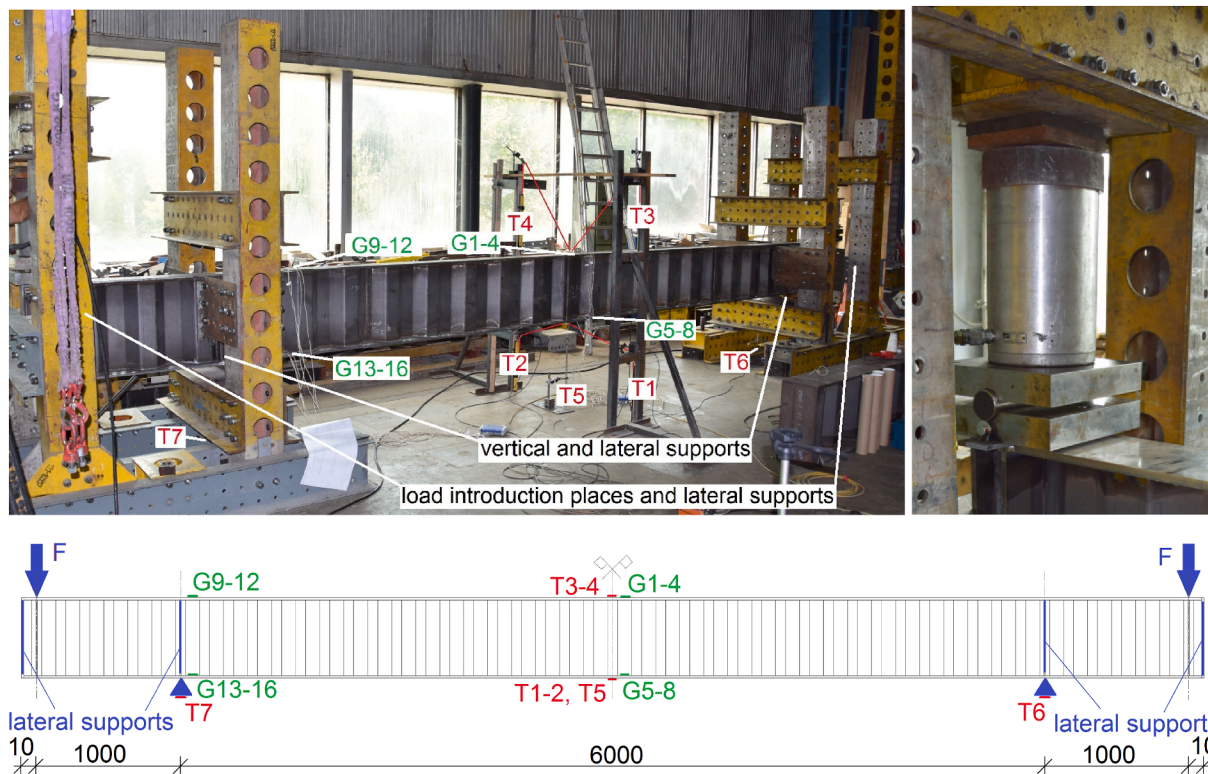 T4
T3
G9-12
G1-4
G5-8
G13-16
T2
T6
T5
T1
T7
vertical and lateral supports
load introduction places and lateral supports
F
F
G9-12
T3-4
G1-4
G13-16
T1-2, T5
G5-8
T7
T6
lateral supports
lateral support
10
1000
6000
1000
10